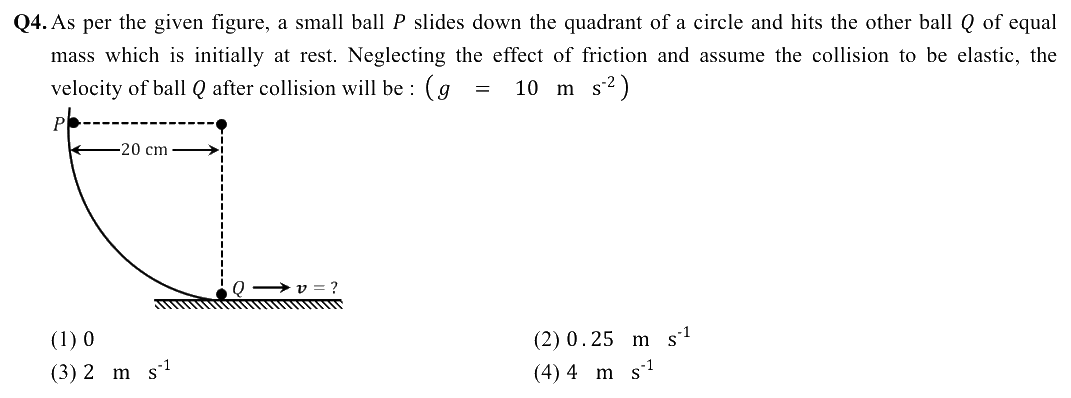 Q4. As per the given figure, a small ball P slides down the quadrant of a circle and hits the other ball Q of equal
mass which is initially at rest. Neglecting the effect of friction and assume the collision to be elastic, the
velocity of ball Q after collision will be : (g = 10 m s⁻²)
P
20 cm
Q v = ?
(1) 0 (2) 0.25 m s⁻¹
(3) 2 m s⁻¹ (4) 4 m s⁻¹